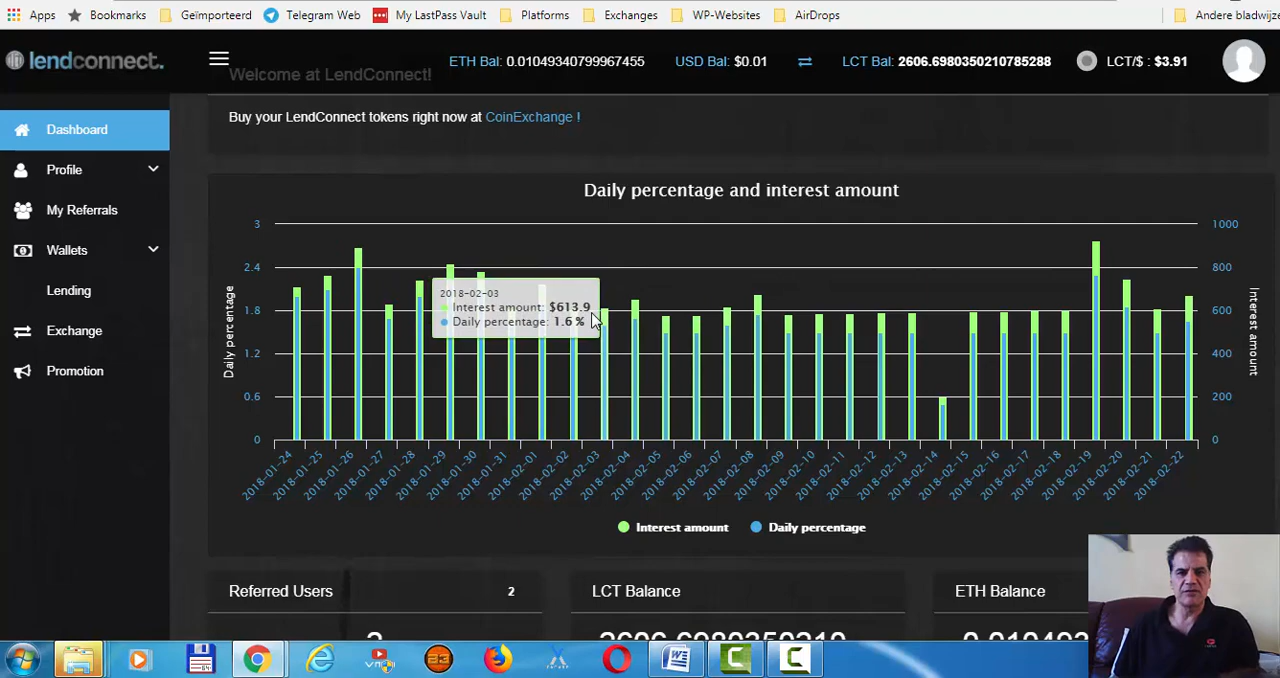 Apps Bookmarks Geïmporteerd Telegram Web My LastPass Vault Platforms Exchanges WP-Websites AirDrops Andere bladwijze
lendconnect. ETH Bal: 0.01049340799967455 USD Bal: $0.01 LCT Bal: 2606.6980350210785288 LCT/$ : $3.91
Welcome at LendConnect!
Buy your LendConnect tokens right now at CoinExchange !
Dashboard
Profile
My Referrals
Wallets
Lending
Exchange
Promotion
Daily percentage and interest amount
3
2.4
1.8
1.2
0.6
0
Daily percentage
1000
800
600
400
200
0
Interest amount
2018-02-03
Interest amount: $613.9
Daily percentage: 1.6 %
2018-01-24 2018-01-25 2018-01-26 2018-01-27 2018-01-28 2018-01-29 2018-01-30 2018-01-31 2018-02-01 2018-02-02 2018-02-03 2018-02-04 2018-02-05 2018-02-06 2018-02-07 2018-02-08 2018-02-09 2018-02-10 2018-02-11 2018-02-12 2018-02-13 2018-02-14 2018-02-15 2018-02-16 2018-02-17 2018-02-18 2018-02-19 2018-02-20 2018-02-21 2018-02-22
Interest amount Daily percentage
Referred Users 2
LCT Balance
ETH Balance